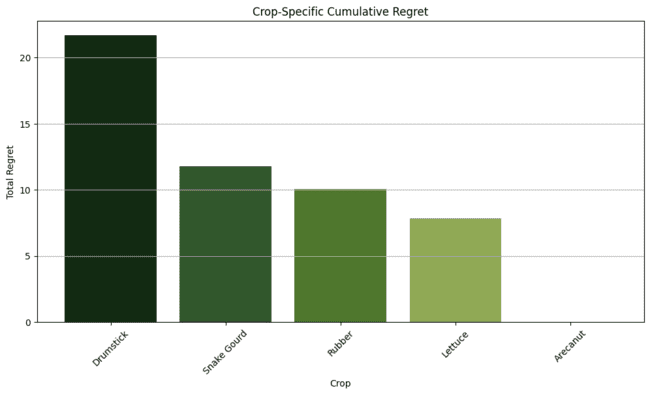 Crop-Specific Cumulative Regret
Total Regret
20
15
10
5
0
Drumstick
Snake Gourd
Rubber
Lettuce
Arecanut
Crop